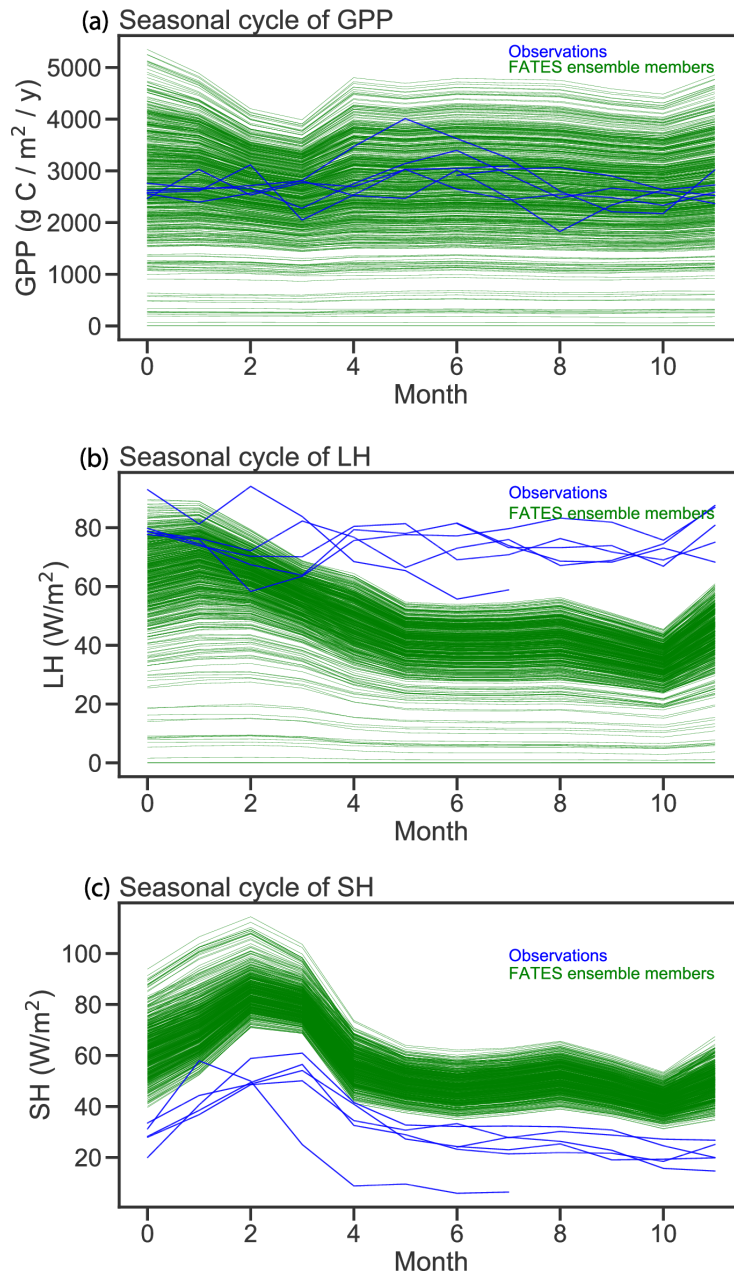 (a) Seasonal cycle of GPP
Observations
FATES ensemble members
5000
4000
3000
2000
1000
0
GPP (g C / m² / y)
0 2 4 6 8 10
Month
(b) Seasonal cycle of LH
Observations
FATES ensemble members
80
60
40
20
0
LH (W/m²)
0 2 4 6 8 10
Month
(c) Seasonal cycle of SH
Observations
FATES ensemble members
100
80
60
40
20
SH (W/m²)
0 2 4 6 8 10
Month